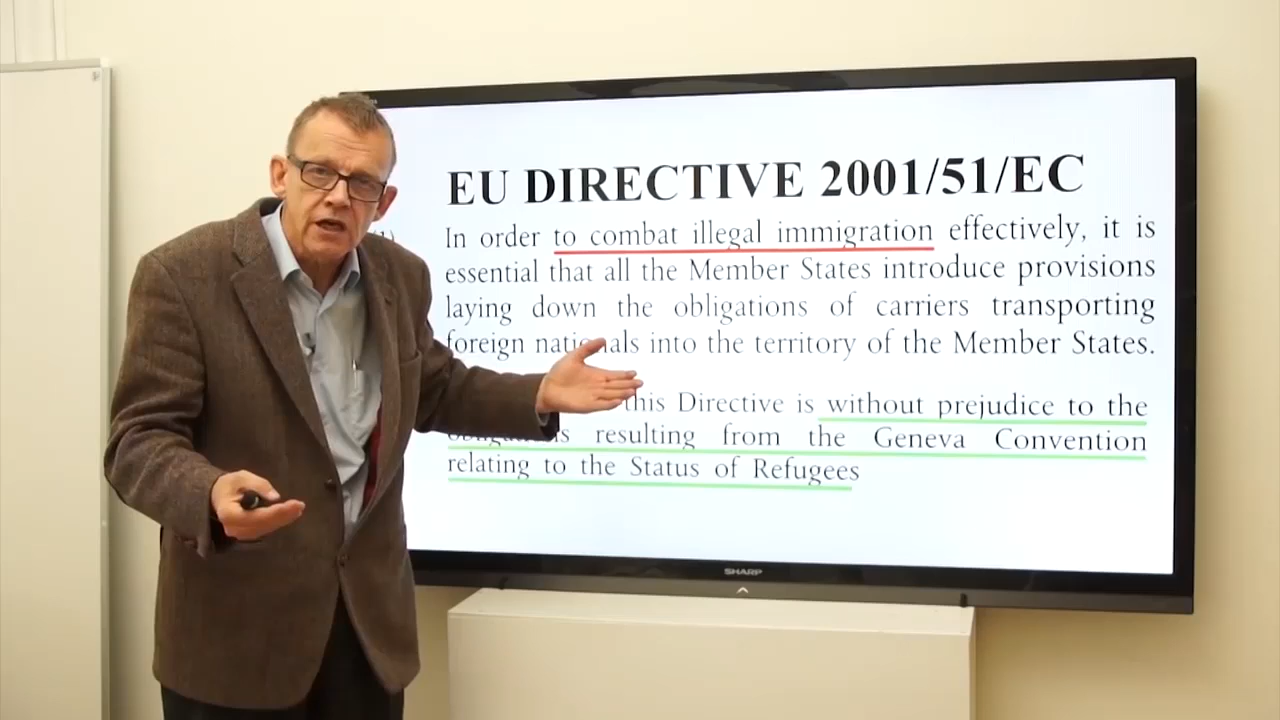 EU DIRECTIVE 2001/51/EC
In order to combat illegal immigration effectively, it is
essential that all the Member States introduce provisions
laying down the obligations of carriers transporting
foreign nationals into the territory of the Member States.
this Directive is without prejudice to the
resulting from the Geneva Convention
relating to the Status of Refugees
SHARP